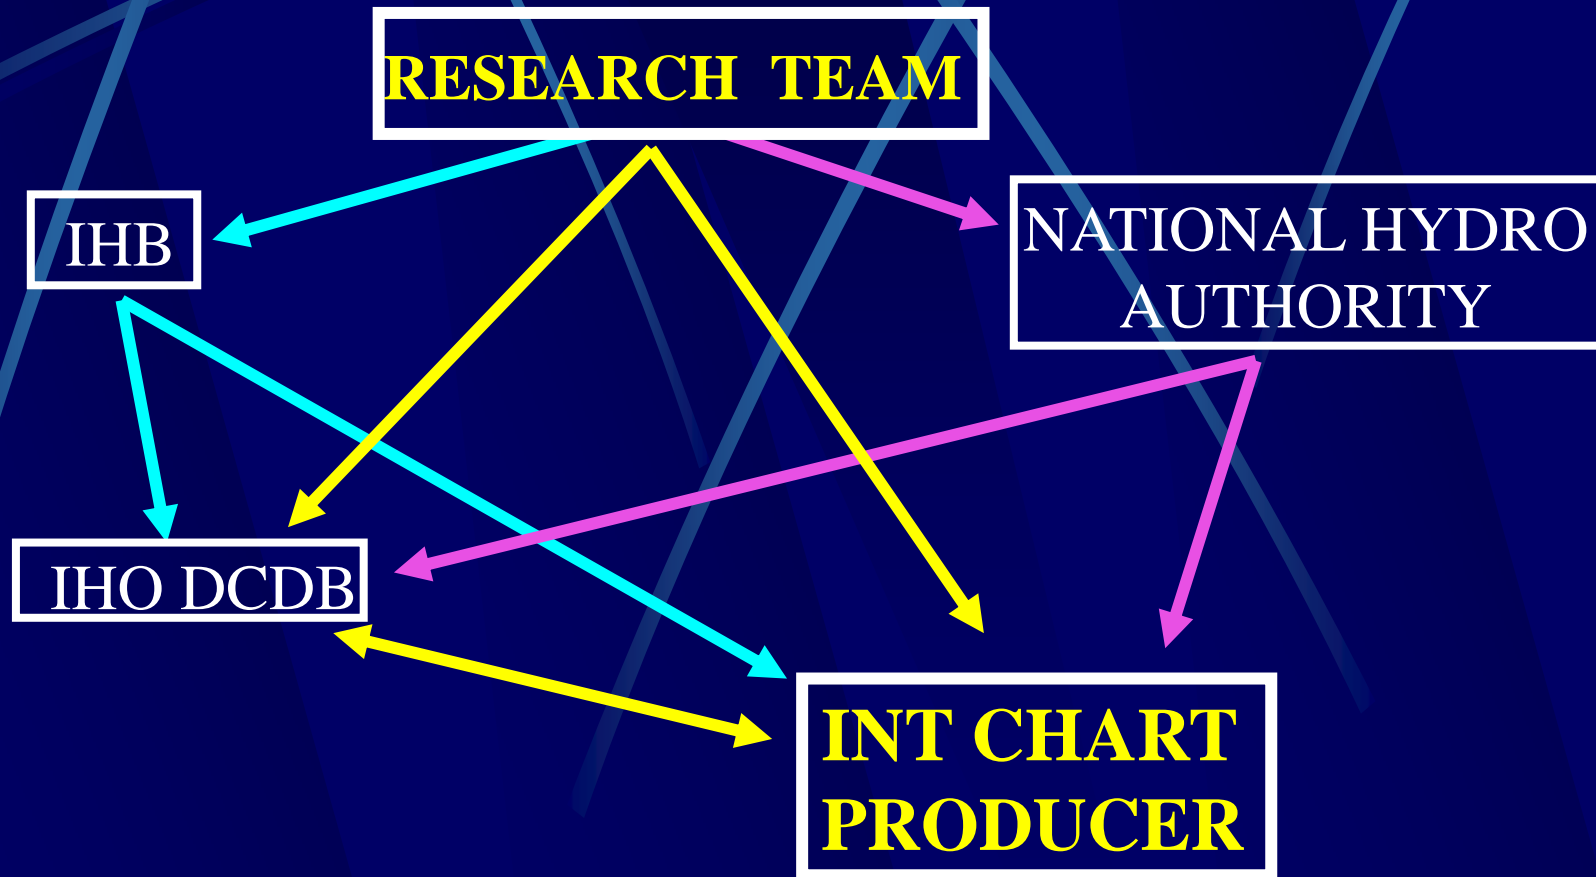 RESEARCH TEAM
IHB
NATIONAL HYDRO
AUTHORITY
IHO DCDB
INT CHART
PRODUCER